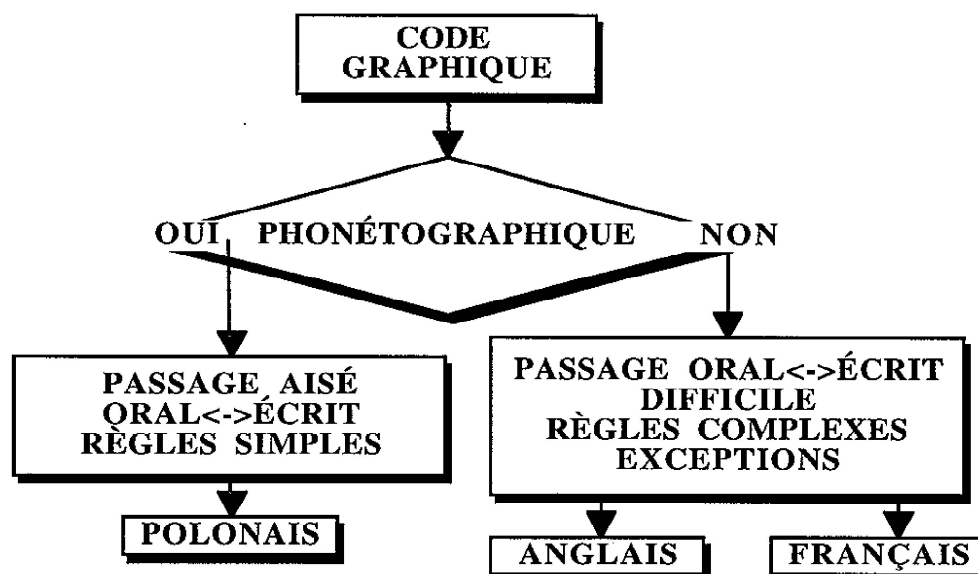 CODE
GRAPHIQUE
OUI PHONÉTOGRAPHIQUE NON
PASSAGE AISÉ
ORAL<->ÉCRIT
RÈGLES SIMPLES
PASSAGE ORAL<->ÉCRIT
DIFFICILE
RÈGLES COMPLEXES
EXCEPTIONS
POLONAIS
ANGLAIS
FRANÇAIS